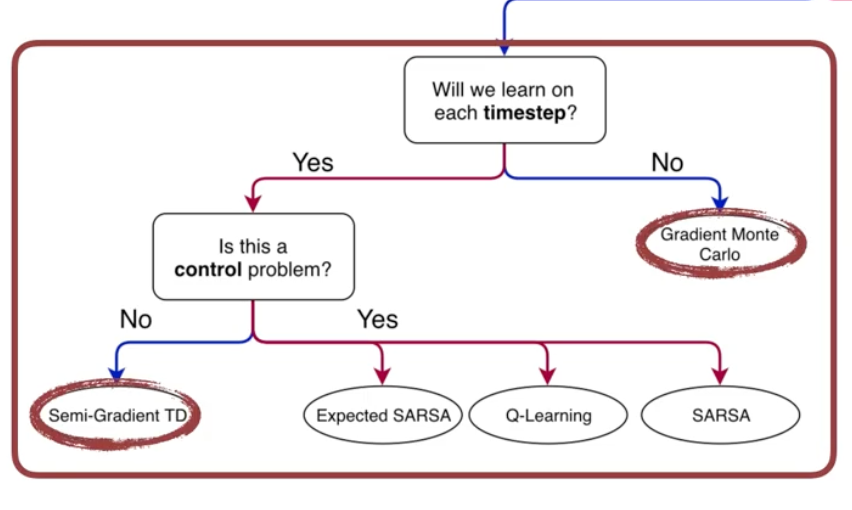 Will we learn on
each timestep?
Yes
No
Gradient Monte
Carlo
Is this a
control problem?
No
Yes
Semi-Gradient TD
Expected SARSA
Q-Learning
SARSA